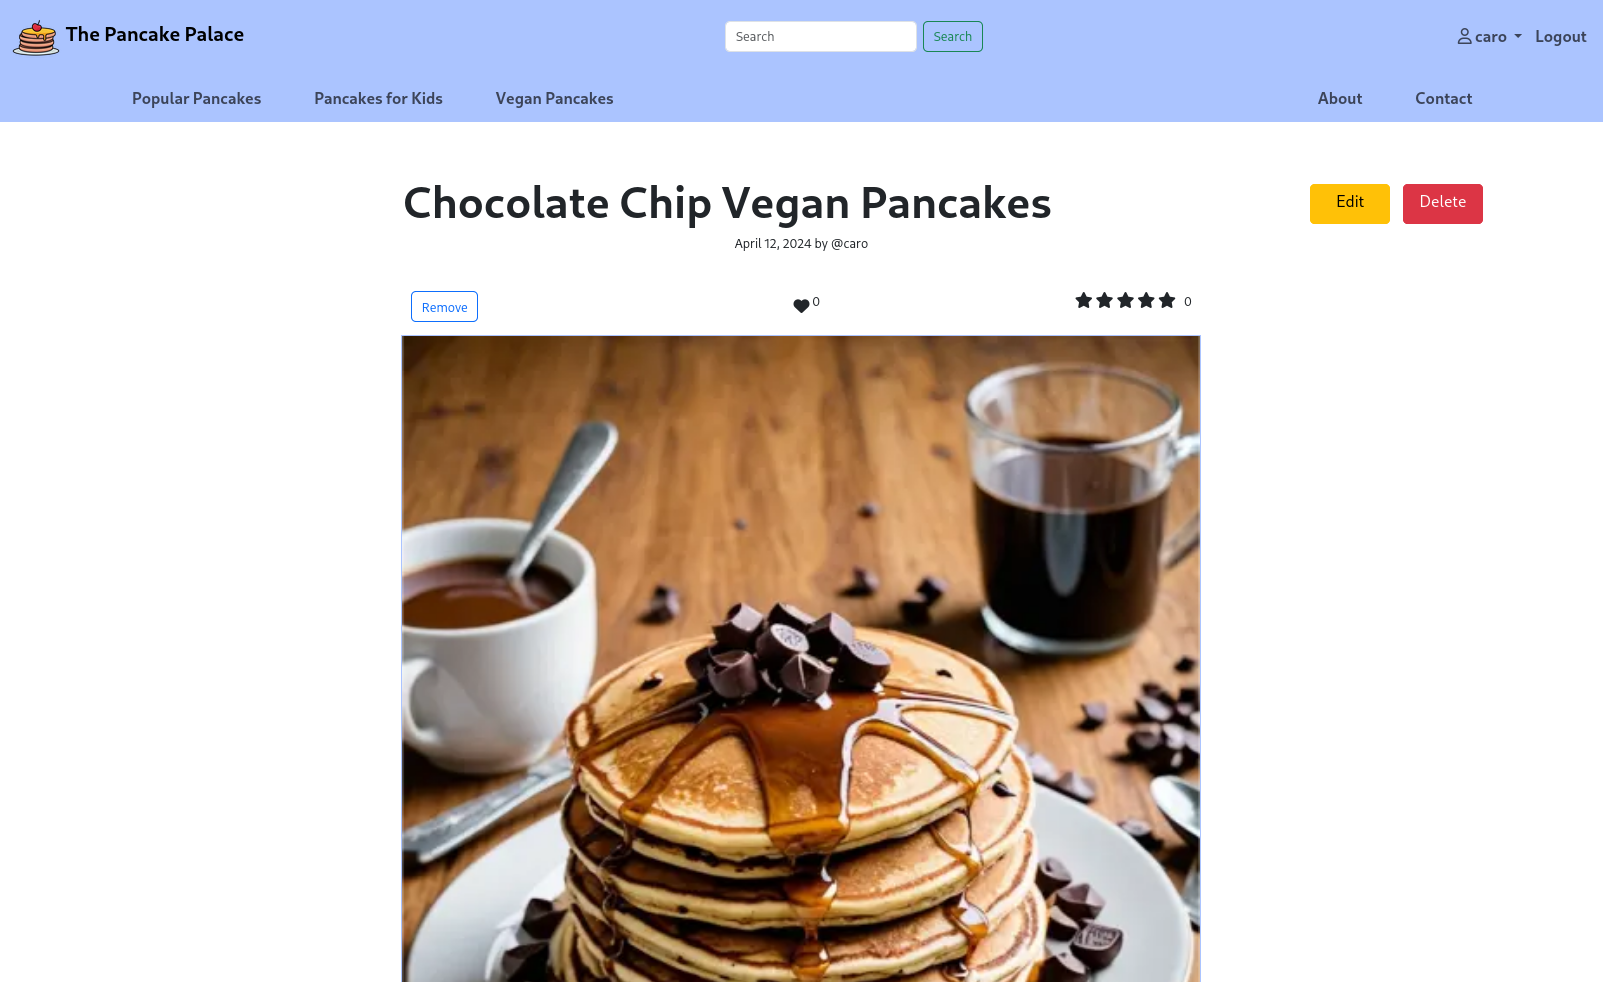 The Pancake Palace
Search
Search
caro
Logout
Popular Pancakes
Pancakes for Kids
Vegan Pancakes
About
Contact
Chocolate Chip Vegan Pancakes
Edit
Delete
April 12, 2024 by @caro
Remove
0
0